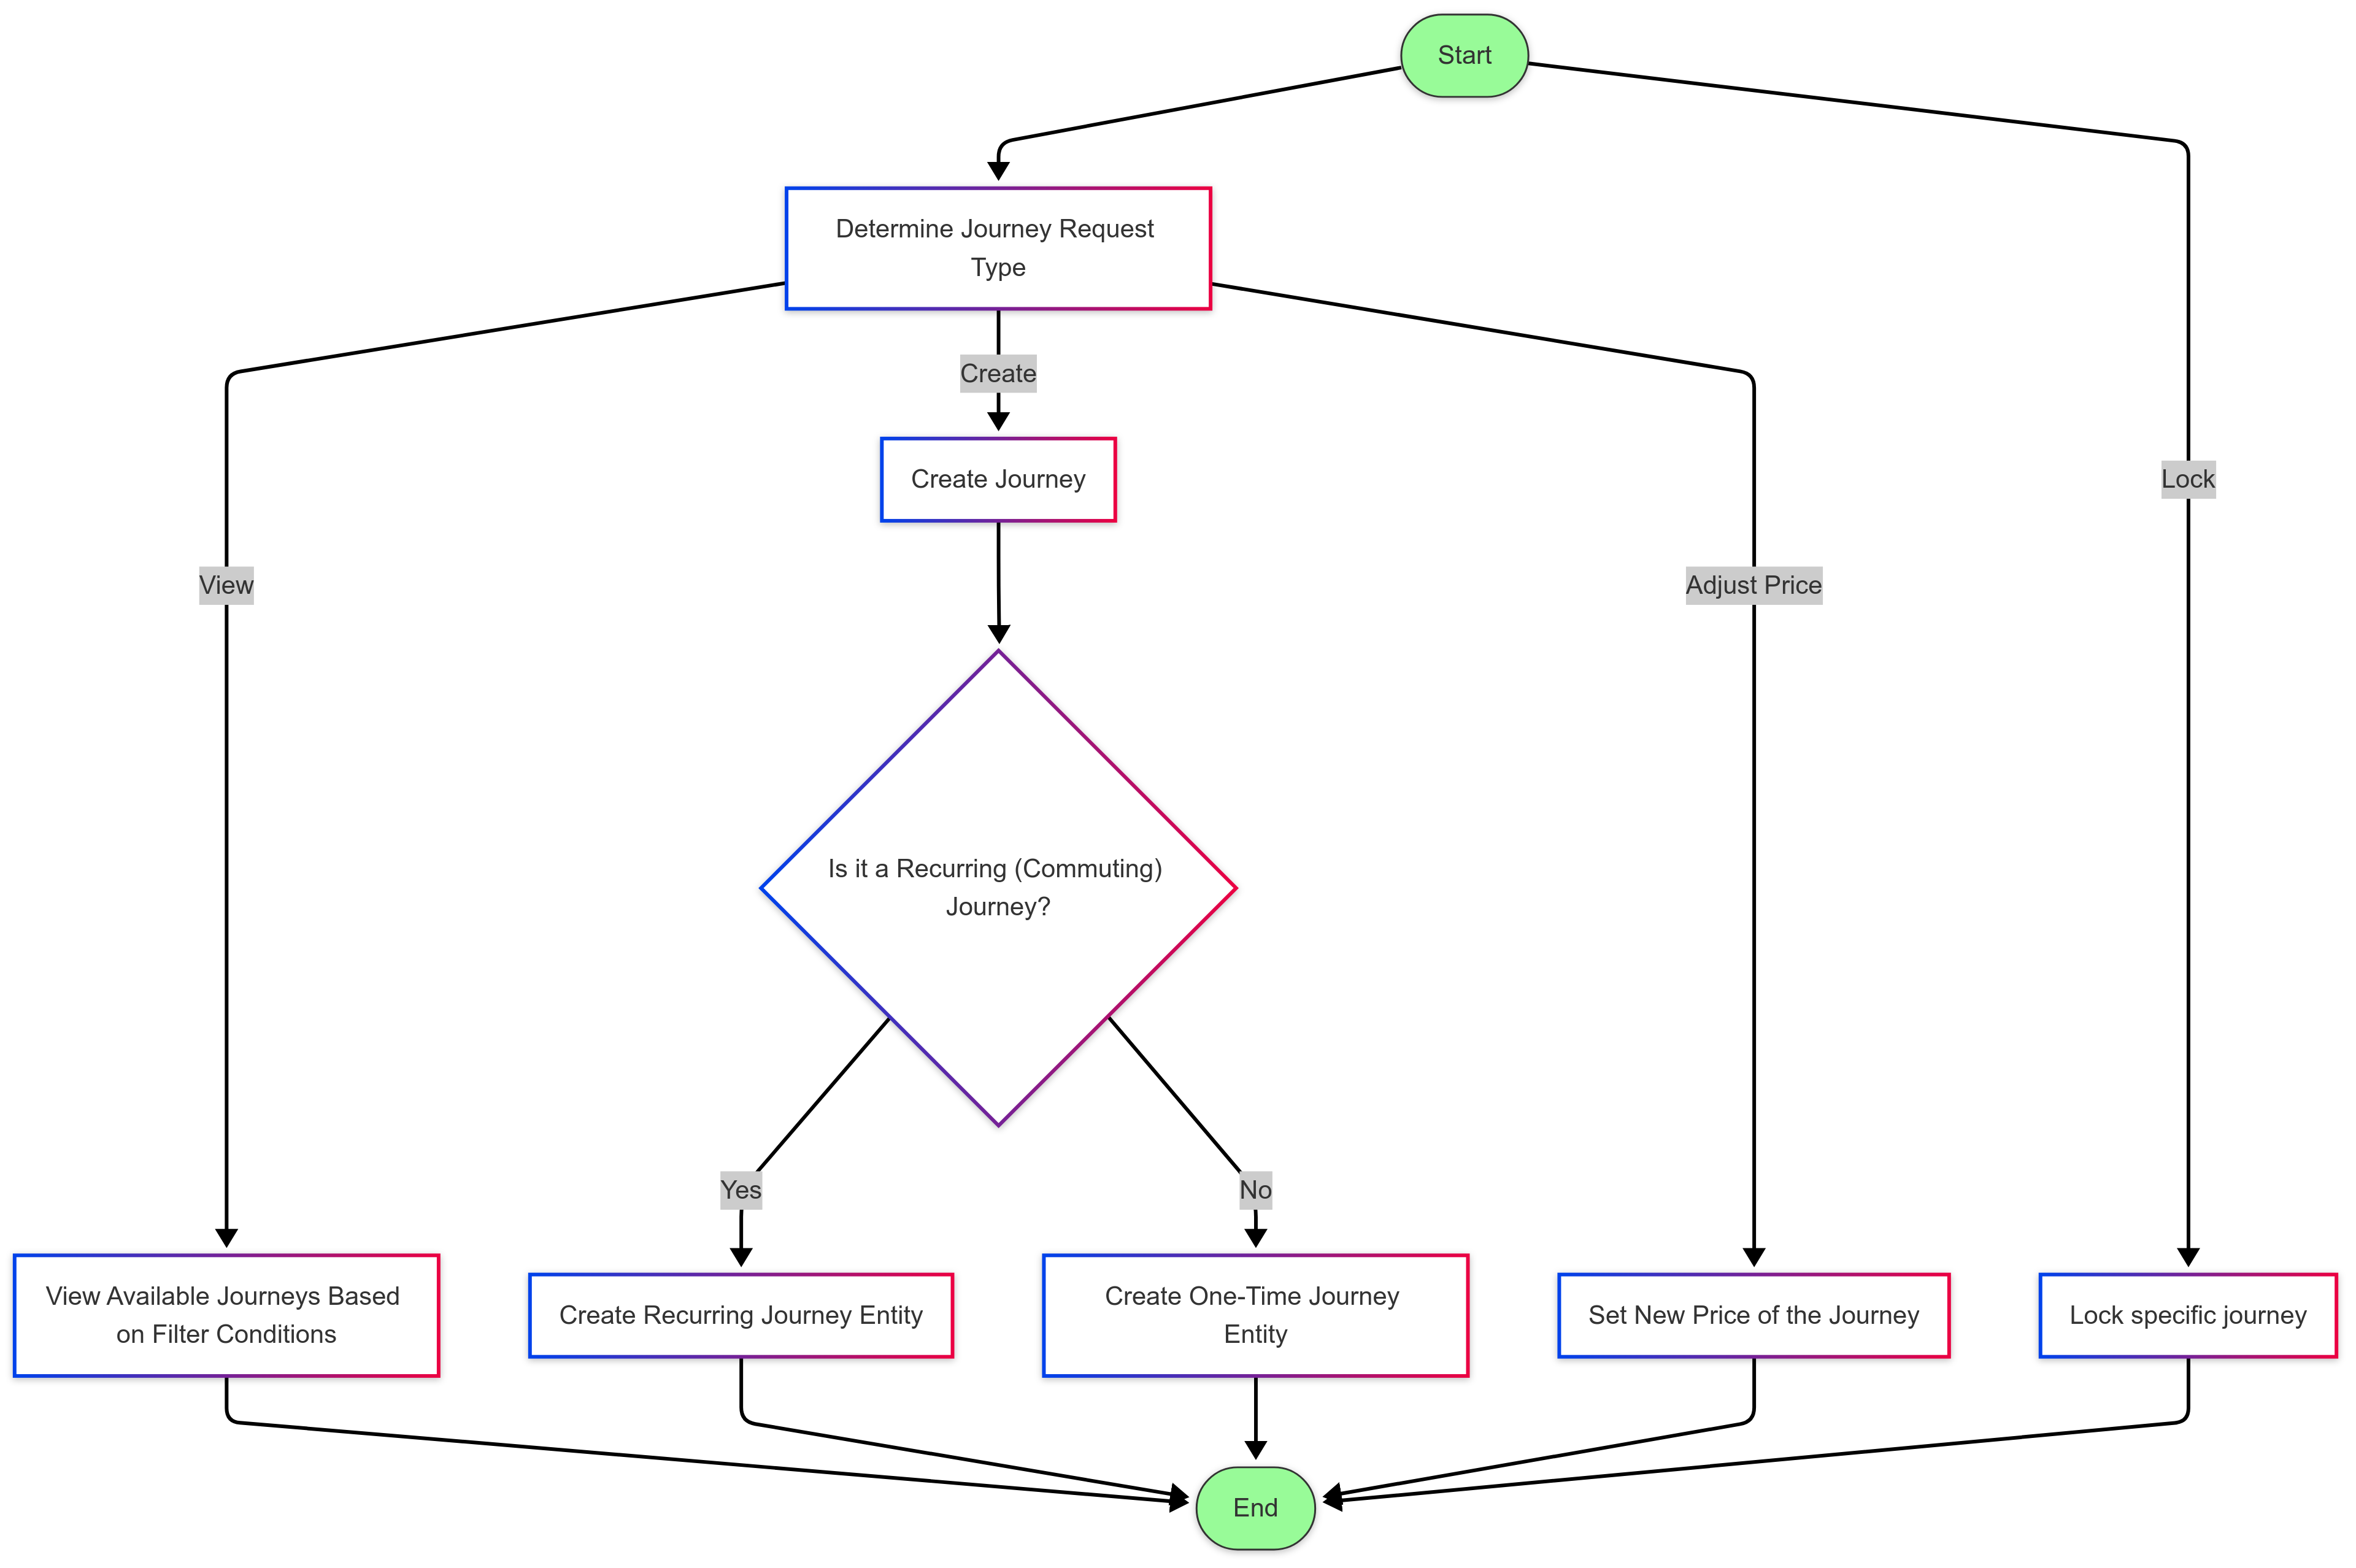 Start
Determine Journey Request
Type
Create
Create Journey
Lock
View
Adjust Price
Is it a Recurring (Commuting)
Journey?
Yes
No
View Available Journeys Based
on Filter Conditions
Create Recurring Journey Entity
Create One-Time Journey
Entity
Set New Price of the Journey
Lock specific journey
End